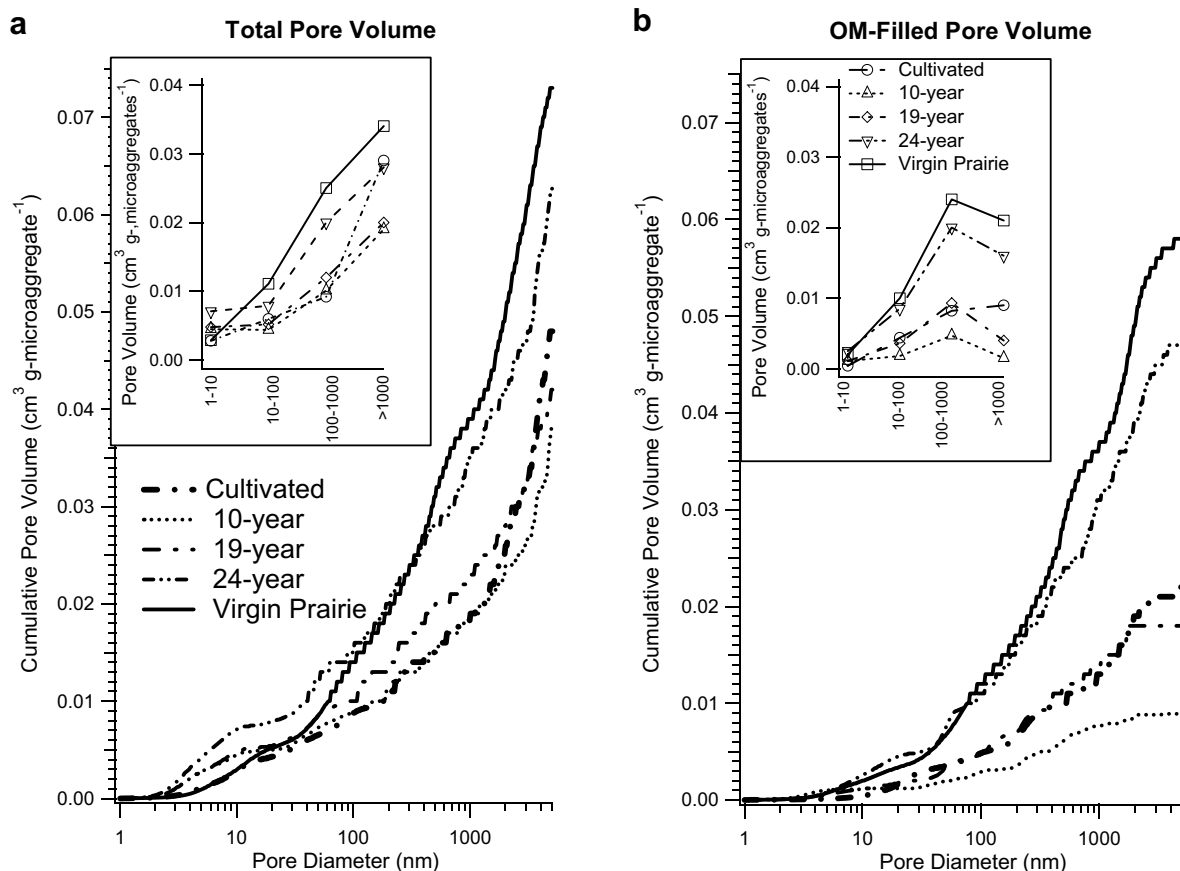 a
Total Pore Volume
Pore Volume (cm³ g-,microaggregates⁻¹)
0.04
0.03
0.02
0.01
0.00
1-10
10-100
100-1000
>1000
Cumulative Pore Volume (cm³ g-microaggregate⁻¹)
0.07
0.06
0.05
0.04
0.03
0.02
0.01
0.00
Cultivated
10-year
19-year
24-year
Virgin Prairie
1
10
100
1000
Pore Diameter (nm)
b
OM-Filled Pore Volume
Pore Volume (cm³ g-microaggregates⁻¹)
0.04
0.03
0.02
0.01
0.00
Cultivated
10-year
19-year
24-year
Virgin Prairie
1-10
10-100
100-1000
>1000
Cumulative Pore Volume (cm³ g-microaggregate⁻¹)
0.07
0.06
0.05
0.04
0.03
0.02
0.01
0.00
1
10
100
1000
Pore Diameter (nm)